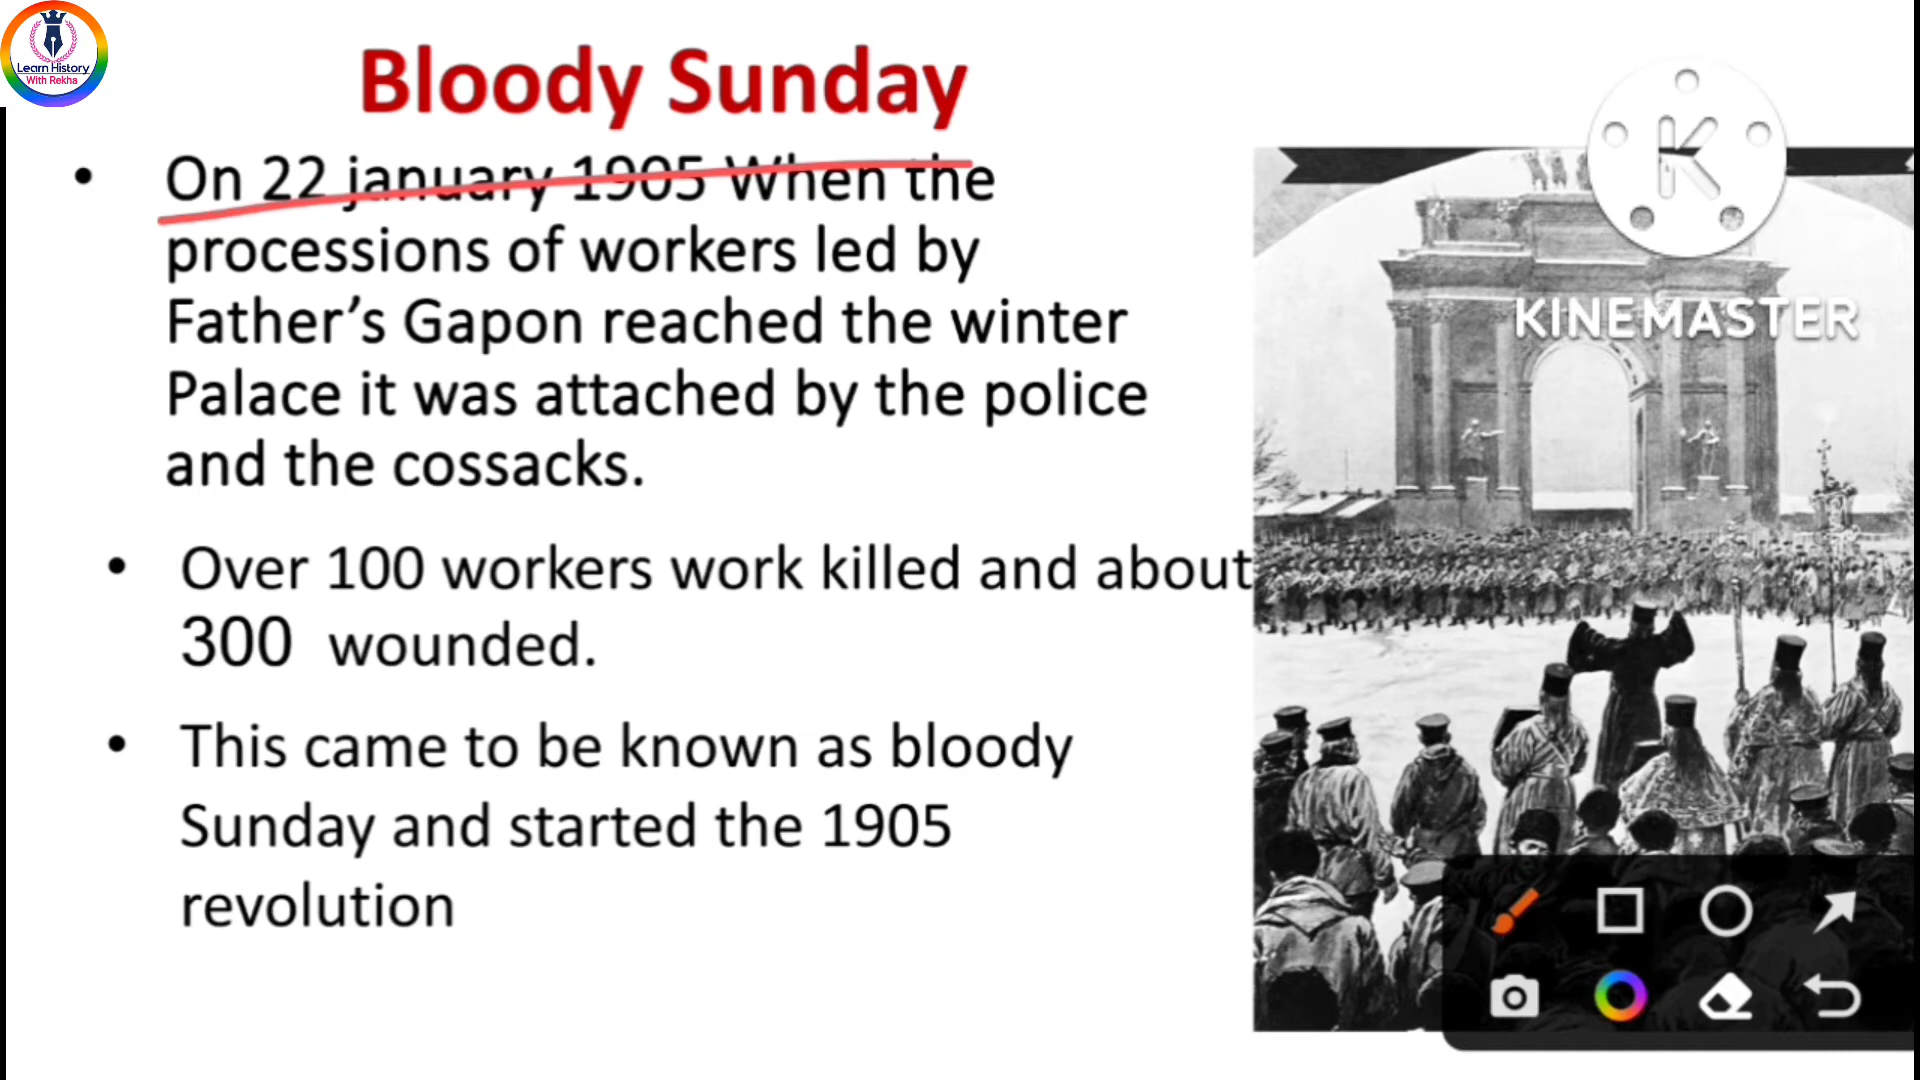 Learn History
With Rekha
Bloody Sunday
• On 22 january 1905 When the
processions of workers led by
Father’s Gapon reached the winter
Palace it was attached by the police
and the cossacks.
• Over 100 workers work killed and about
300 wounded.
• This came to be known as bloody
Sunday and started the 1905
revolution
K
KINEMASTER